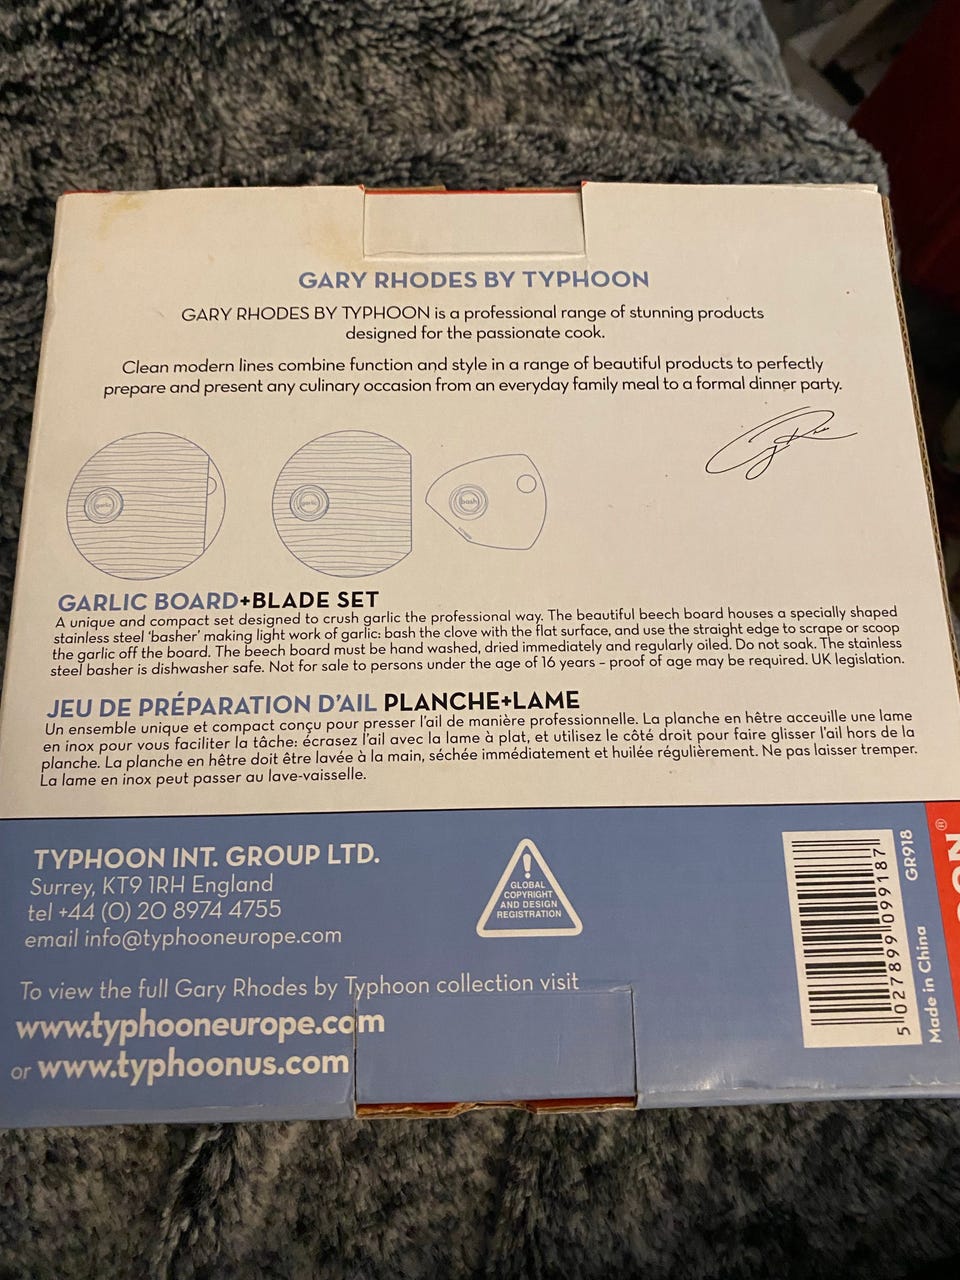 GARY RHODES BY TYPHOON
GARY RHODES BY TYPHOON is a professional range of stunning products
designed for the passionate cook.
Clean modern lines combine function and style in a range of beautiful products to perfectly
prepare and present any culinary occasion from an everyday family meal to a formal dinner party.
garlic
garlic
bash
GARLIC BOARD+BLADE SET
A unique and compact set designed to crush garlic the professional way. The beautiful beech board houses a specially shaped
stainless steel ‘basher’ making light work of garlic: bash the clove with the flat surface, and use the straight edge to scrape or scoop
the garlic off the board. The beech board must be hand washed, dried immediately and regularly oiled. Do not soak. The stainless
steel basher is dishwasher safe. Not for sale to persons under the age of 16 years – proof of age may be required. UK legislation.
JEU DE PRÉPARATION D’AIL PLANCHE+LAME
Un ensemble unique et compact conçu pour presser l’ail de manière professionnelle. La planche en hêtre acceuille une lame
en inox pour vous faciliter la tâche: écrasez l’ail avec la lame à plat, et utilisez le côté droit pour faire glisser l’ail hors de la
planche. La planche en hêtre doit être lavée à la main, séchée immédiatement et huilée régulièrement. Ne pas laisser tremper.
La lame en inox peut passer au lave-vaisselle.
TYPHOON INT. GROUP LTD.
Surrey, KT9 1RH England
tel +44 (0) 20 8974 4755
email info@typhooneurope.com
GLOBAL
COPYRIGHT
AND DESIGN
REGISTRATION
To view the full Gary Rhodes by Typhoon collection visit
www.typhooneurope.com
or www.typhoonus.com
5 027899 099187
Made in China
GR918
®